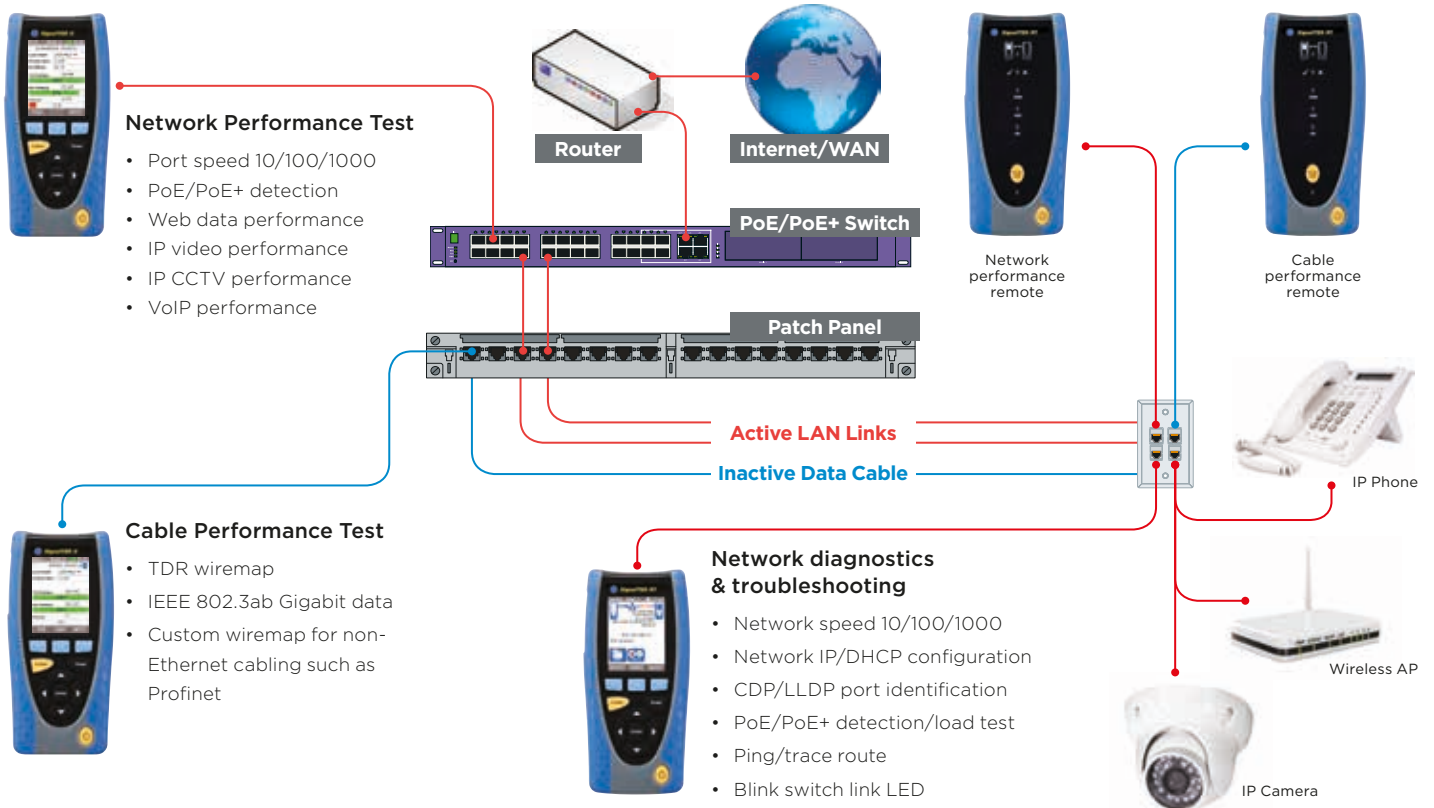 Network Performance Test
• Port speed 10/100/1000
• PoE/PoE+ detection
• Web data performance
• IP video performance
• IP CCTV performance
• VoIP performance
Router
Internet/WAN
PoE/PoE+ Switch
Patch Panel
Network
performance
remote
Cable
performance
remote
Active LAN Links
Inactive Data Cable
IP Phone
Wireless AP
IP Camera
Cable Performance Test
• TDR wiremap
• IEEE 802.3ab Gigabit data
• Custom wiremap for non-
Ethernet cabling such as
Profinet
Network diagnostics
& troubleshooting
• Network speed 10/100/1000
• Network IP/DHCP configuration
• CDP/LLDP port identification
• PoE/PoE+ detection/load test
• Ping/trace route
• Blink switch link LED